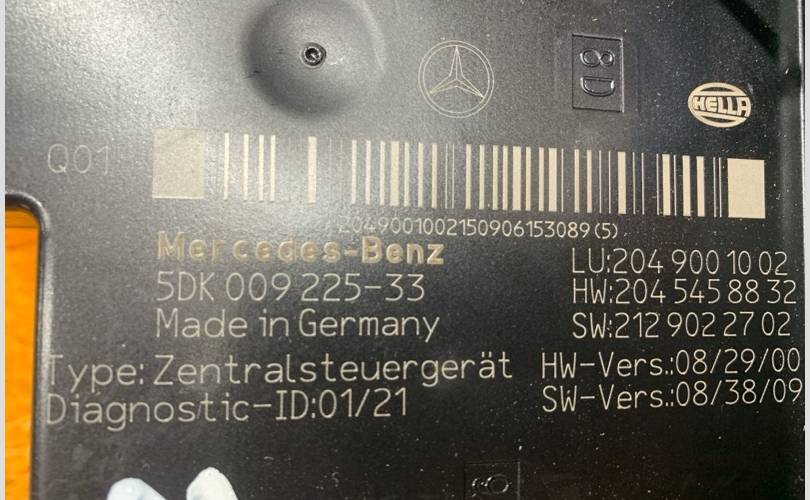 8D
HELLA
Q01
2049001002150906153089(5)
Mercedes-Benz
5DK 009 225-33
Made in Germany
Type: Zentralsteuergerät
Diagnostic-ID:01/21
LU:204 900 10 02
HW:204 545 88 32
SW:212 902 27 02
HW-Vers.:08/29/00
SW-Vers.:08/38/09